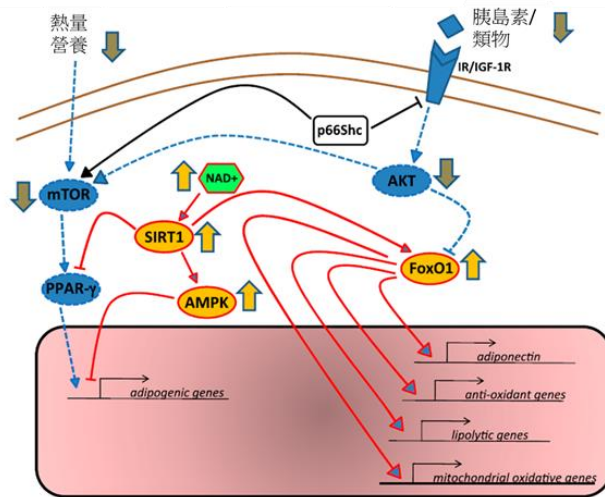 熱量
營養
胰島素/
類物
IR/IGF-1R
p66Shc
NAD+
mTOR
AKT
SIRT1
FoxO1
PPAR-γ
AMPK
adiponectin
adipogenic genes
anti-oxidant genes
lipolytic genes
mitochondrial oxidative genes